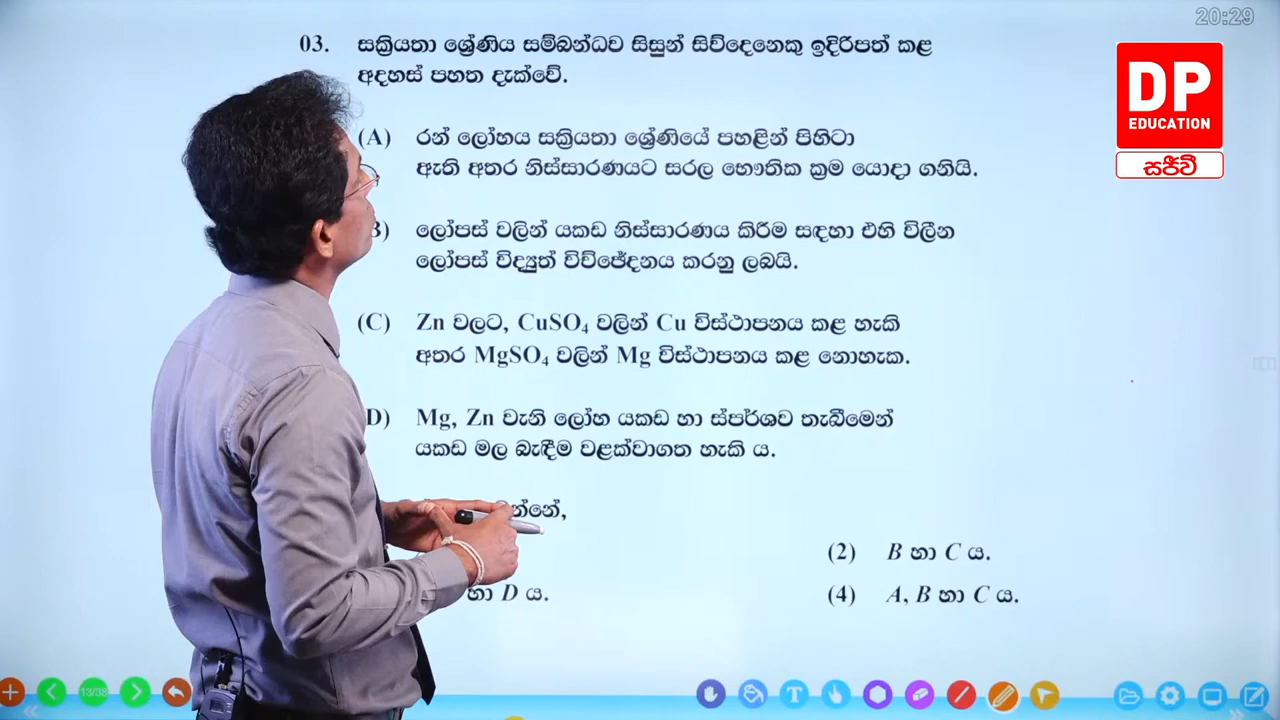 20:29
03. සක්‍රියතා ශ්‍රේණිය සම්බන්ධව සිසුන් සිව්දෙනෙකු ඉදිරිපත් කළ
අදහස් පහත දැක්වේ.
DP
EDUCATION
සජීවී
(A) රන් ලෝහය සක්‍රියතා ශ්‍රේණියේ පහළින් පිහිටා
ඇති අතර නිස්සාරණයට සරල භෞතික ක්‍රම යොදා ගනියි.
B) ලෝපස් වලින් යකඩ නිස්සාරණය කිරීම සඳහා එහි විලීන
ලෝපස් විද්‍යුත් විච්ඡේදනය කරනු ලබයි.
(C) Zn වලට, CuSO₄ වලින් Cu විස්ථාපනය කළ හැකි
අතර MgSO₄ වලින් Mg විස්ථාපනය කළ නොහැක.
D) Mg, Zn වැනි ලෝහ යකඩ හා ස්පර්ශව තැබීමෙන්
යකඩ මල බැඳීම වළක්වාගත හැකි ය.
(2) B හා C ය.
හා D ය.
(4) A, B හා C ය.
13/38